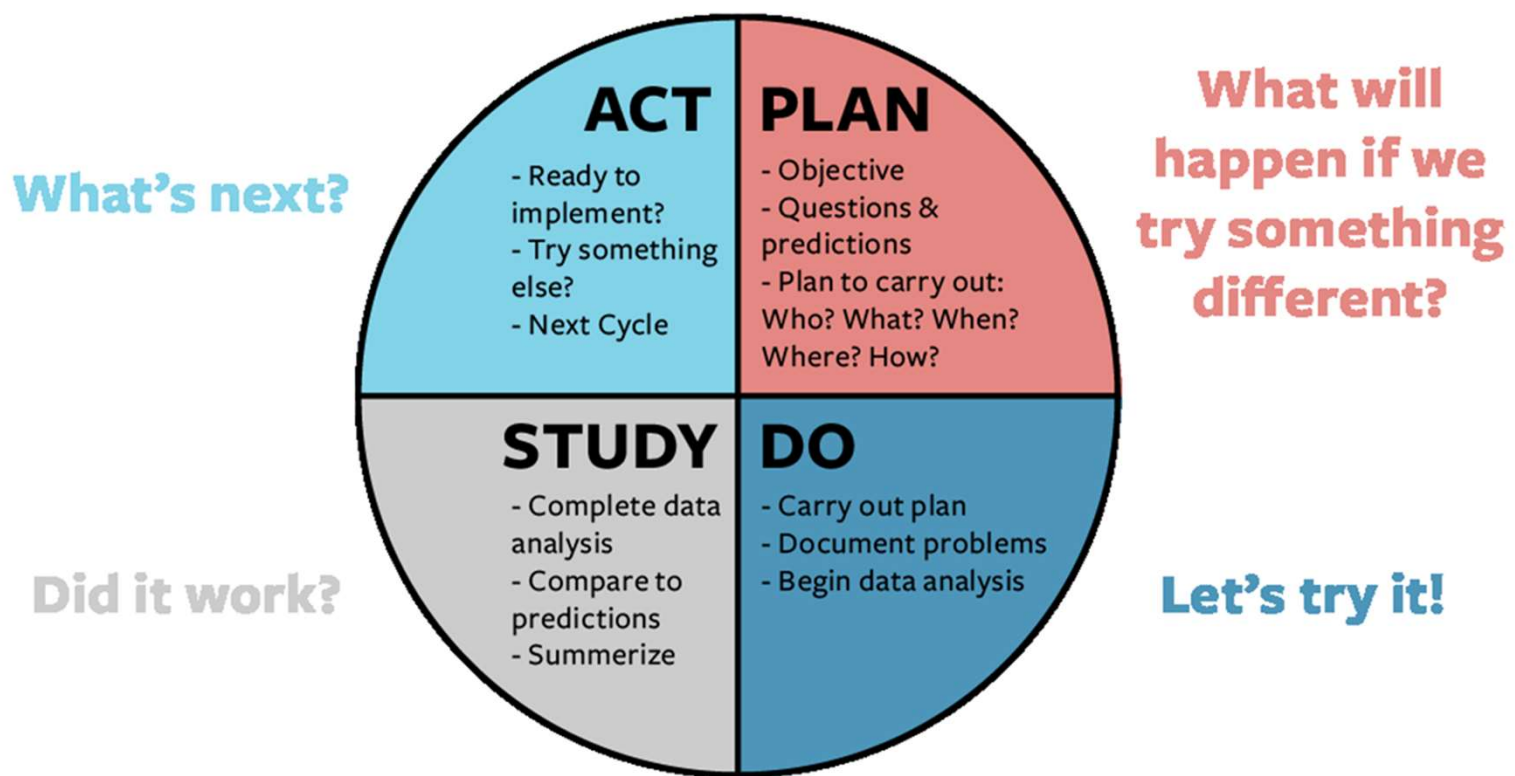 What's next?
ACT
- Ready to
implement?
- Try something
else?
- Next Cycle
PLAN
- Objective
- Questions &
predictions
- Plan to carry out:
Who? What? When?
Where? How?
What will
happen if we
try something
different?
Did it work?
STUDY
- Complete data
analysis
- Compare to
predictions
- Summerize
DO
- Carry out plan
- Document problems
- Begin data analysis
Let's try it!